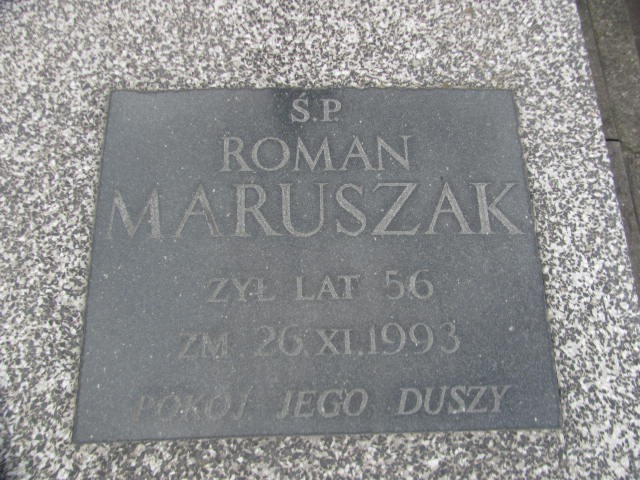 Ś.P.
ROMAN
MARUSZAK
ŻYŁ LAT 56
ZM. 26.XI.1993
POKÓJ JEGO DUSZY